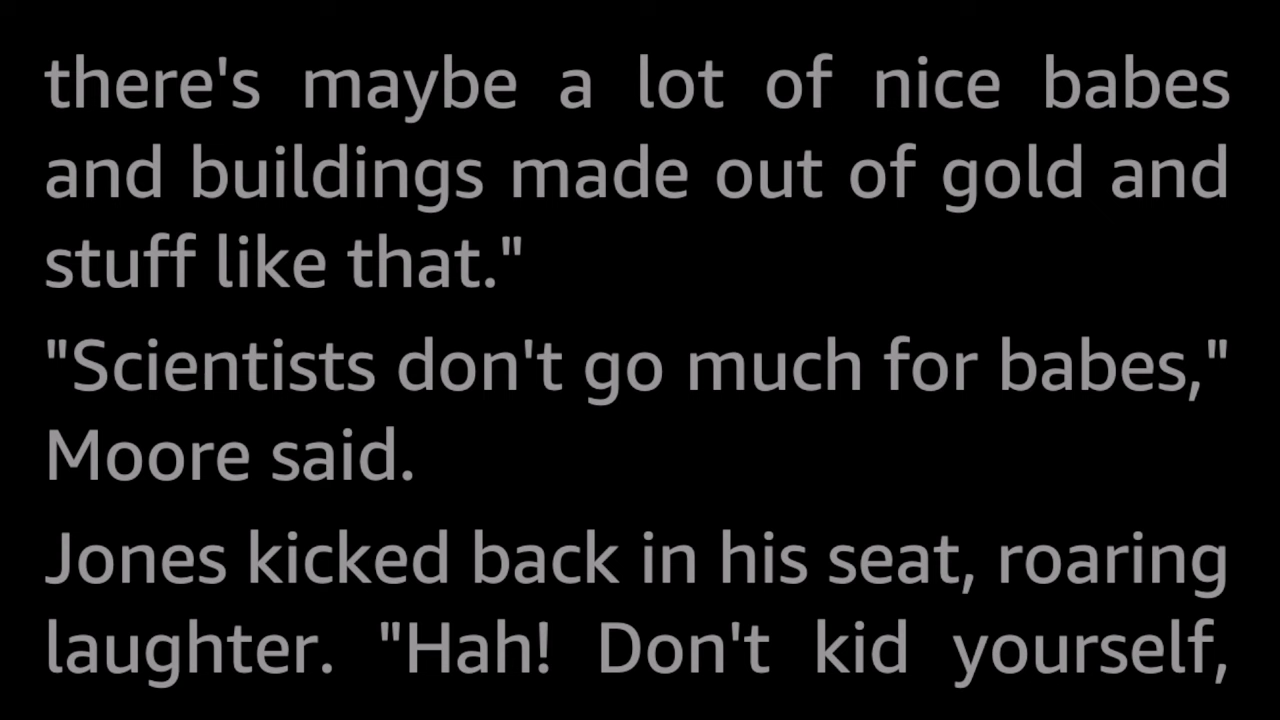 there's maybe a lot of nice babes
and buildings made out of gold and
stuff like that."
"Scientists don't go much for babes,"
Moore said.
Jones kicked back in his seat, roaring
laughter. "Hah! Don't kid yourself,